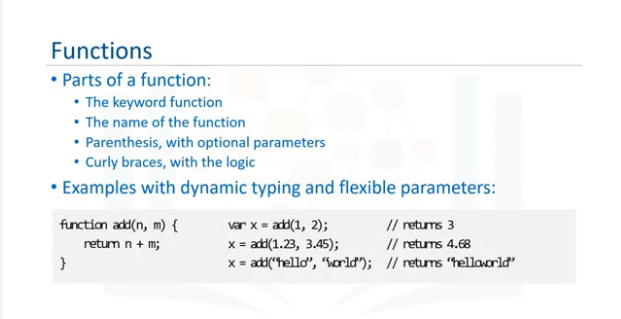 Functions
• Parts of a function:
• The keyword function
• The name of the function
• Parenthesis, with optional parameters
• Curly braces, with the logic
• Examples with dynamic typing and flexible parameters:
function add(n, m) { var x = add(1, 2); // returns 3
return n + m; x = add(1.23, 3.45); // returns 4.68
} x = add("hello", "world"); // returns "helloworld"